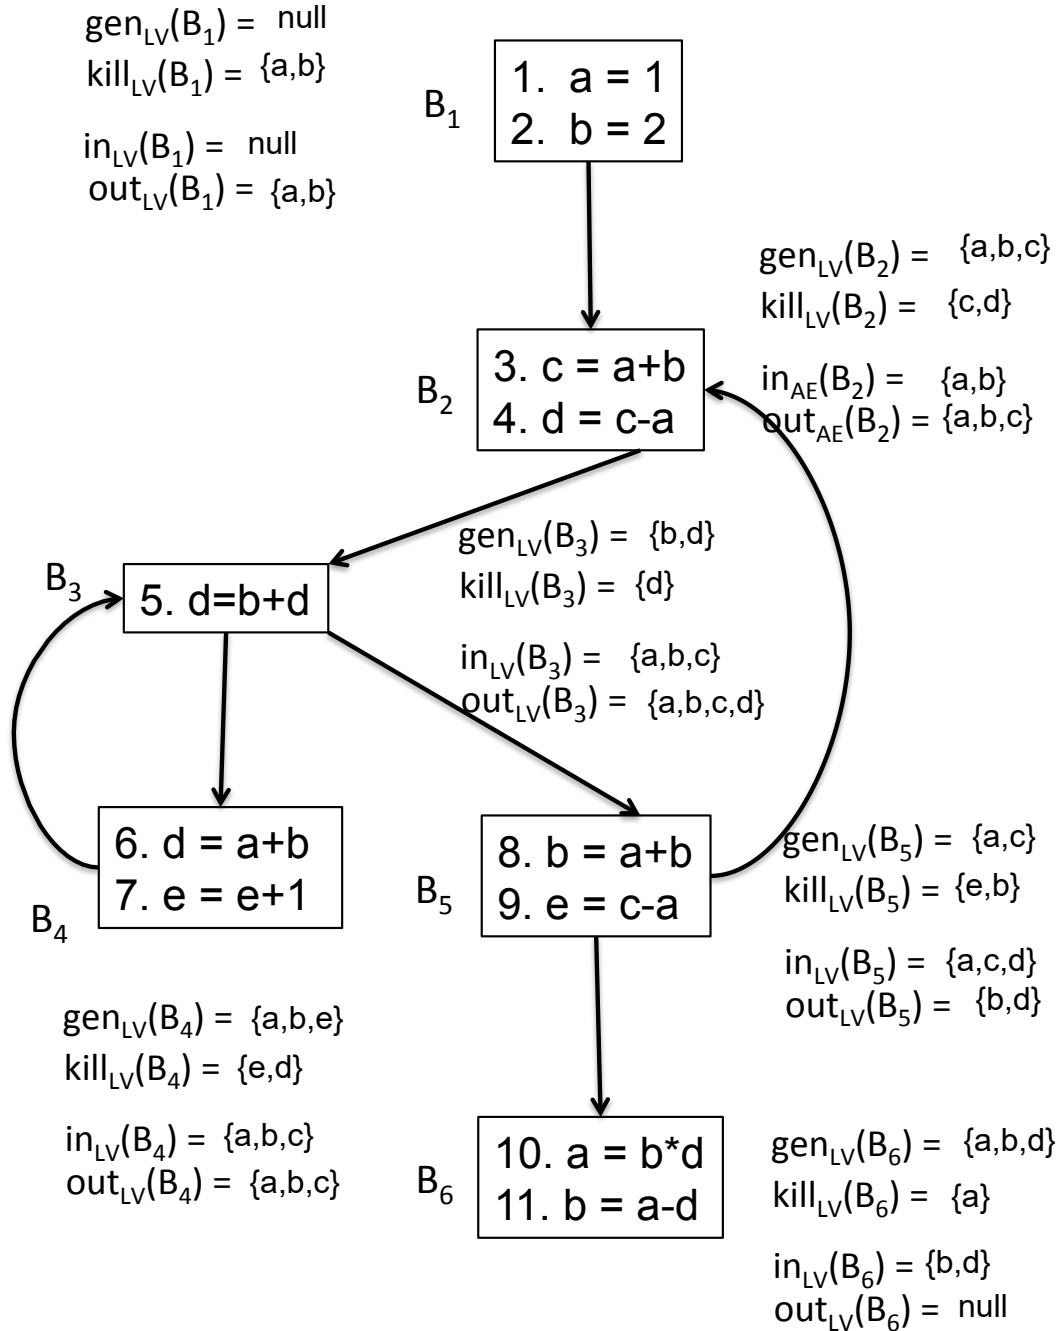 gen_LV(B_1) = null
kill_LV(B_1) = {a,b}
in_LV(B_1) = null
out_LV(B_1) = {a,b}
B_1
1. a = 1
2. b = 2
gen_LV(B_2) = {a,b,c}
kill_LV(B_2) = {c,d}
in_AE(B_2) = {a,b}
out_AE(B_2) = {a,b,c}
B_2
3. c = a+b
4. d = c-a
B_3
5. d=b+d
gen_LV(B_3) = {b,d}
kill_LV(B_3) = {d}
in_LV(B_3) = {a,b,c}
out_LV(B_3) = {a,b,c,d}
6. d = a+b
7. e = e+1
B_4
8. b = a+b
9. e = c-a
B_5
gen_LV(B_5) = {a,c}
kill_LV(B_5) = {e,b}
in_LV(B_5) = {a,c,d}
out_LV(B_5) = {b,d}
gen_LV(B_4) = {a,b,e}
kill_LV(B_4) = {e,d}
in_LV(B_4) = {a,b,c}
out_LV(B_4) = {a,b,c}
B_6
10. a = b*d
11. b = a-d
gen_LV(B_6) = {a,b,d}
kill_LV(B_6) = {a}
in_LV(B_6) = {b,d}
out_LV(B_6) = null